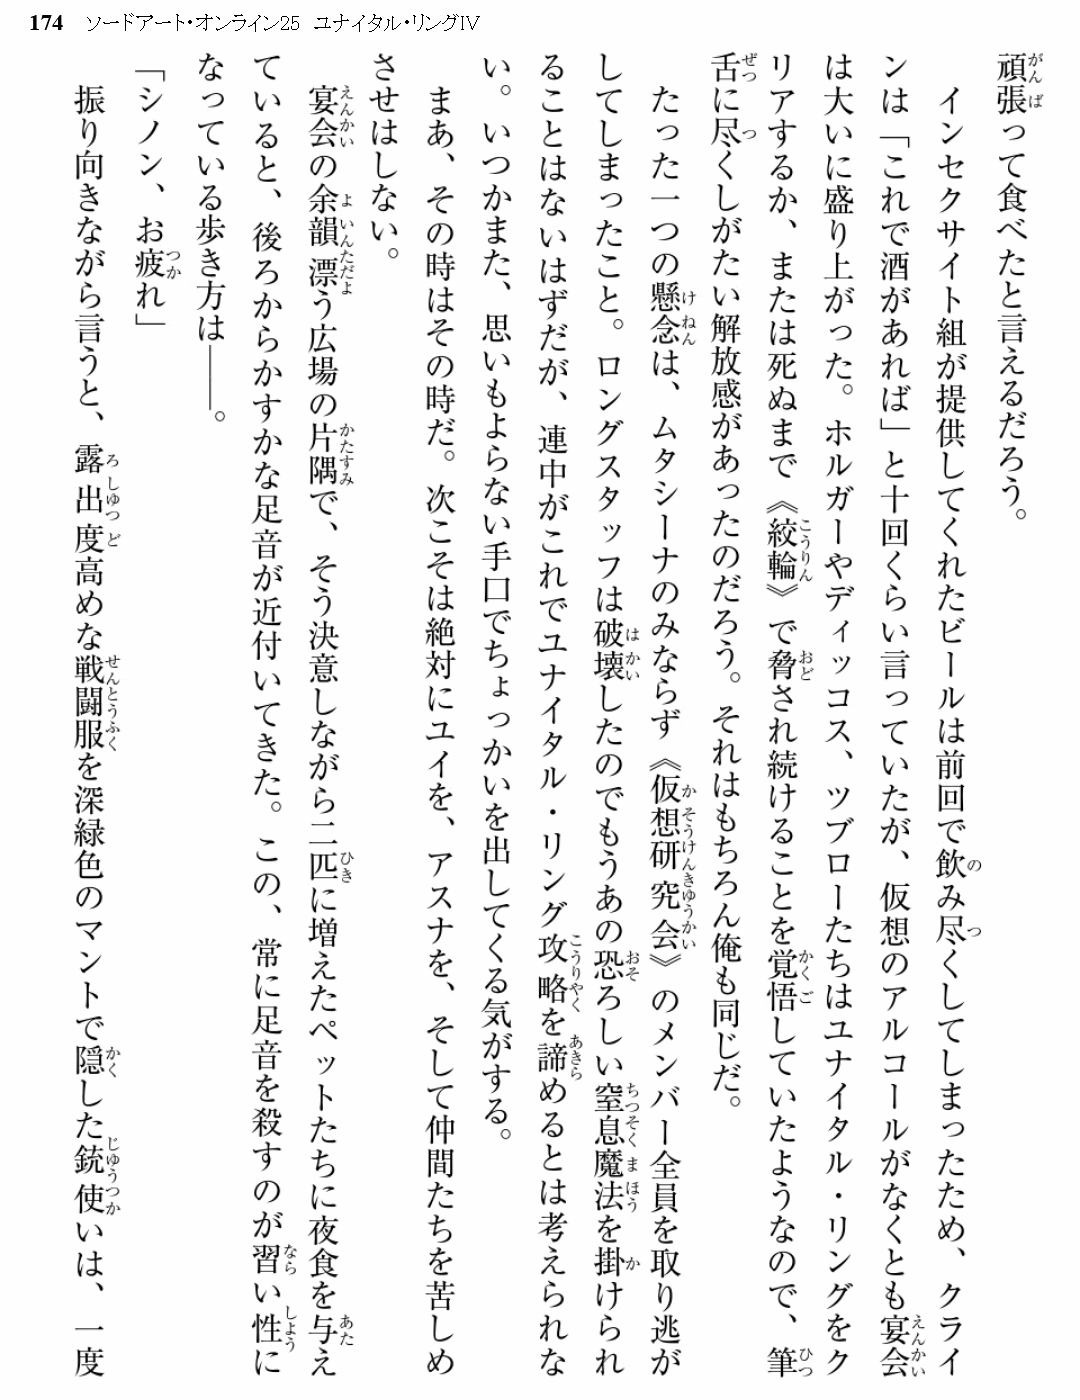 174 ソードアート・オンライン25 ユナイタル・リングIV
頑張って食べたと言えるだろう。
インセクサイト組が提供してくれたビールは前回で飲み尽くしてしまったため、クライ
ンは「これで酒があれば」と十回くらい言っていたが、仮想のアルコールがなくとも宴会
は大いに盛り上がった。ホルガーやディッコス、ツブローたちはユナイタル・リングをク
リアするか、または死ぬまで《絞輪》で脅され続けることを覚悟していたようなので、筆
舌に尽くしがたい解放感があったのだろう。それはもちろん俺も同じだ。
たった一つの懸念は、ムタシーナのみならず《仮想研究会》のメンバー全員を取り逃が
してしまったこと。ロングスタッフは破壊したのでもうあの恐ろしい窒息魔法を掛けられ
ることはないはずだが、連中がこれでユナイタル・リング攻略を諦めるとは考えられな
い。いつかまた、思いもよらない手口でちょっかいを出してくる気がする。
まあ、その時はその時だ。次こそは絶対にユイを、アスナを、そして仲間たちを苦しめ
させはしない。
宴会の余韻漂う広場の片隅で、そう決意しながら二匹に増えたペットたちに夜食を与え
ていると、後ろからかすかな足音が近付いてきた。この、常に足音を殺すのが習い性に
なっている歩き方は――。
「シノン、お疲れ」
振り向きながら言うと、露出度高めな戦闘服を深緑色のマントで隠した銃使いは、一度